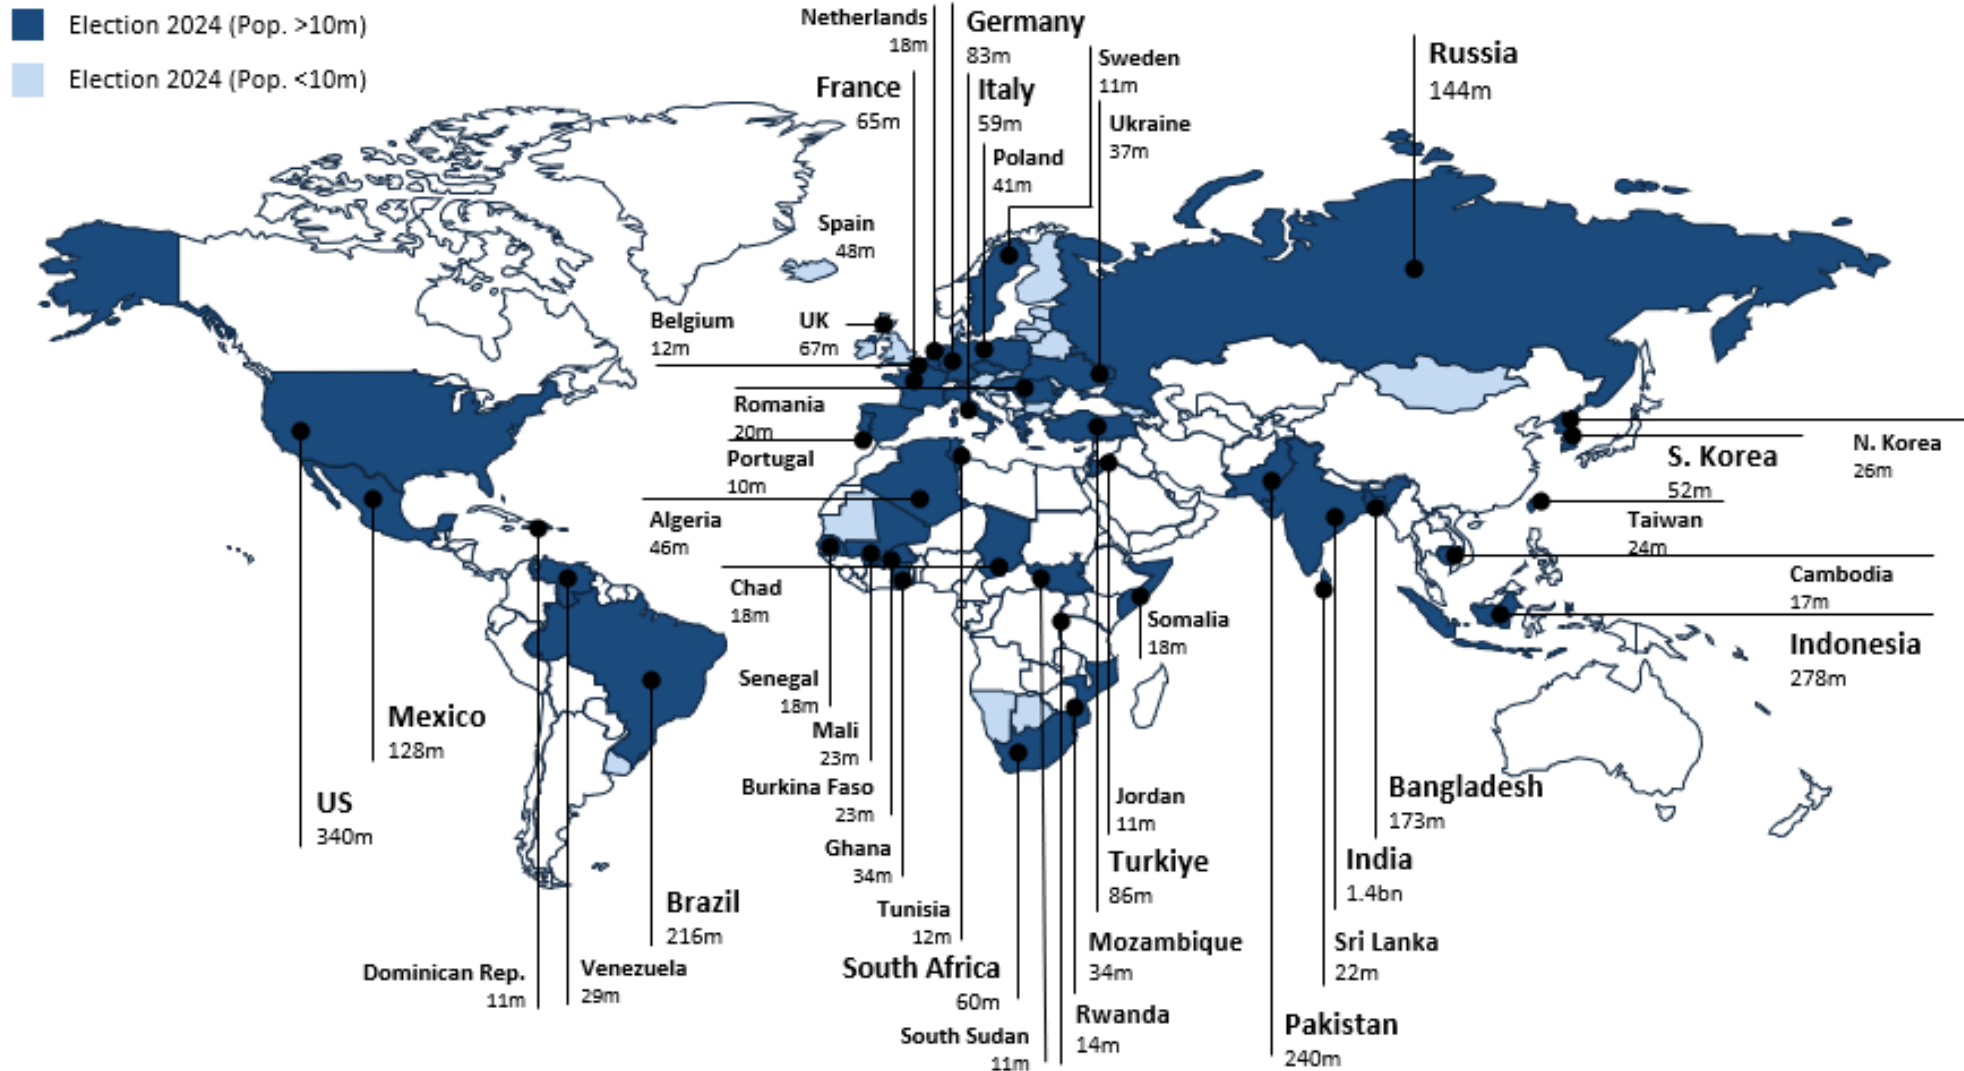 Election 2024 (Pop. >10m)
Election 2024 (Pop. <10m)
Netherlands
18m
Germany
83m
Sweden
11m
Russia
144m
France
65m
Italy
59m
Ukraine
37m
Poland
41m
Spain
48m
Belgium
12m
UK
67m
Romania
20m
Portugal
10m
Algeria
46m
Chad
18m
N. Korea
26m
S. Korea
52m
Taiwan
24m
Cambodia
17m
Indonesia
278m
Somalia
18m
Senegal
18m
Mali
23m
Burkina Faso
23m
Ghana
34m
Tunisia
12m
South Africa
60m
South Sudan
11m
Mexico
128m
US
340m
Brazil
216m
Dominican Rep.
11m
Venezuela
29m
Jordan
11m
Turkiye
86m
Mozambique
34m
Rwanda
14m
Bangladesh
173m
India
1.4bn
Sri Lanka
22m
Pakistan
240m